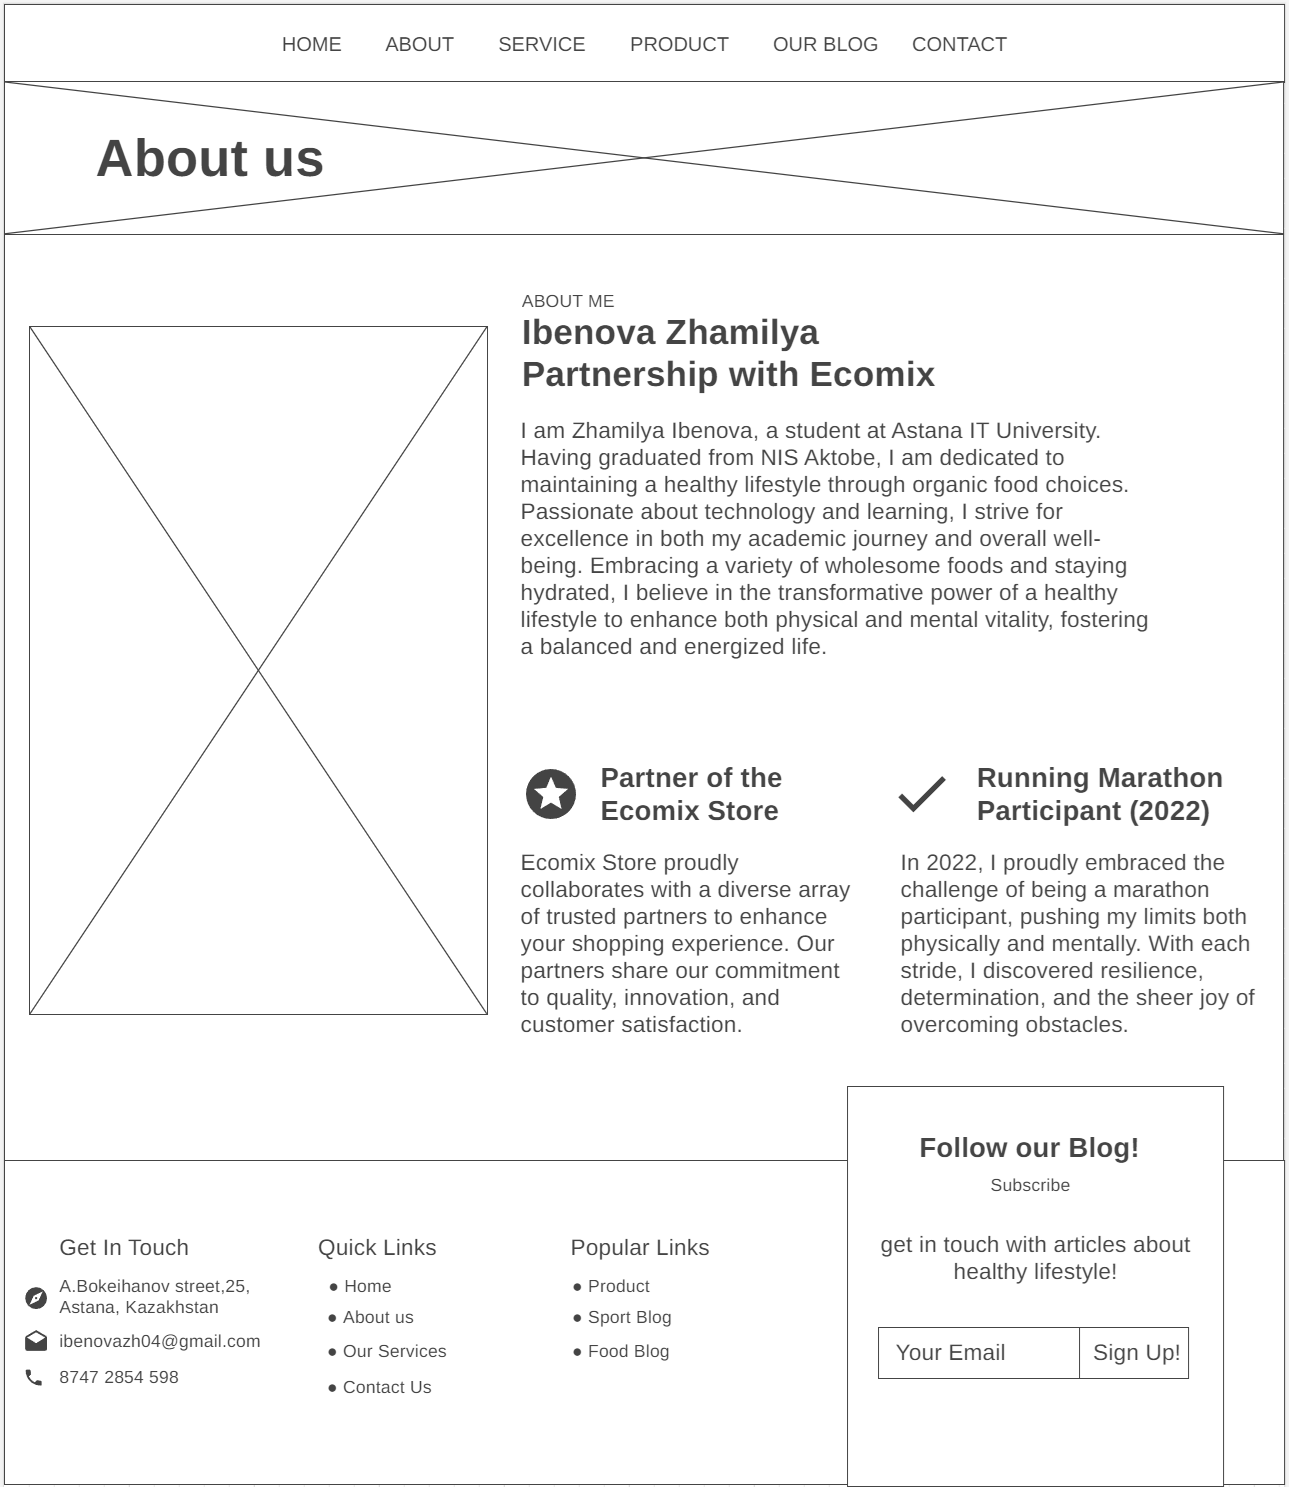 HOME ABOUT SERVICE PRODUCT OUR BLOG CONTACT
About us
ABOUT ME
Ibenova Zhamilya
Partnership with Ecomix
I am Zhamilya Ibenova, a student at Astana IT University.
Having graduated from NIS Aktobe, I am dedicated to
maintaining a healthy lifestyle through organic food choices.
Passionate about technology and learning, I strive for
excellence in both my academic journey and overall well-
being. Embracing a variety of wholesome foods and staying
hydrated, I believe in the transformative power of a healthy
lifestyle to enhance both physical and mental vitality, fostering
a balanced and energized life.
Partner of the
Ecomix Store
Ecomix Store proudly
collaborates with a diverse array
of trusted partners to enhance
your shopping experience. Our
partners share our commitment
to quality, innovation, and
customer satisfaction.
Running Marathon
Participant (2022)
In 2022, I proudly embraced the
challenge of being a marathon
participant, pushing my limits both
physically and mentally. With each
stride, I discovered resilience,
determination, and the sheer joy of
overcoming obstacles.
Get In Touch
A.Bokeihanov street,25,
Astana, Kazakhstan
ibenovazh04@gmail.com
8747 2854 598
Quick Links
● Home
● About us
● Our Services
● Contact Us
Popular Links
● Product
● Sport Blog
● Food Blog
Follow our Blog!
Subscribe
get in touch with articles about
healthy lifestyle!
Your Email
Sign Up!